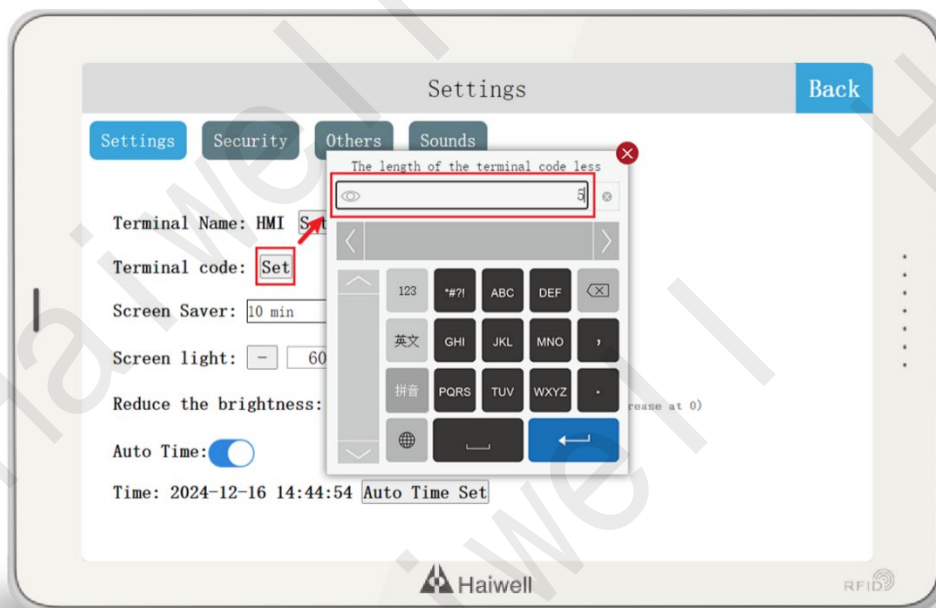 Settings
Back
Settings
Security
Others
Sounds
The length of the terminal code less
5
Terminal Name: HMI Set
Terminal code: Set
Screen Saver: 10 min
Screen light: − 60
Reduce the brightness:
rease at 0)
Auto Time:
Time: 2024-12-16 14:44:54 Auto Time Set
123
*#?!
ABC
DEF
英文
GHI
JKL
MNO
,
拼音
PQRS
TUV
WXYZ
.
Haiwell
RFID
haiwell